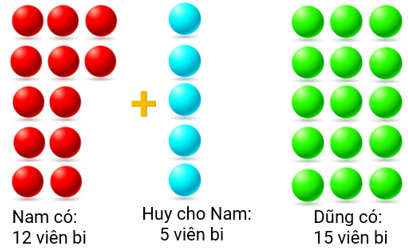 Nam có:
12 viên bi
Huy cho Nam:
5 viên bi
Dũng có:
15 viên bi